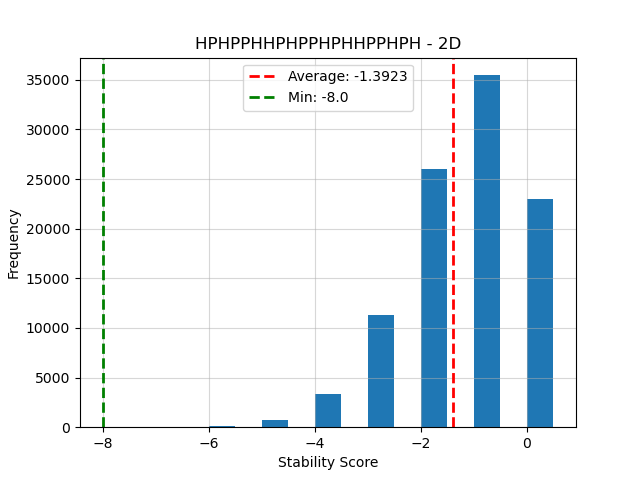 HPHPPHHPHPPHPHHPPHPH - 2D
Average: -1.3923
Min: -8.0
35000
30000
25000
20000
15000
10000
5000
0
Frequency
−8
−6
−4
−2
0
Stability Score